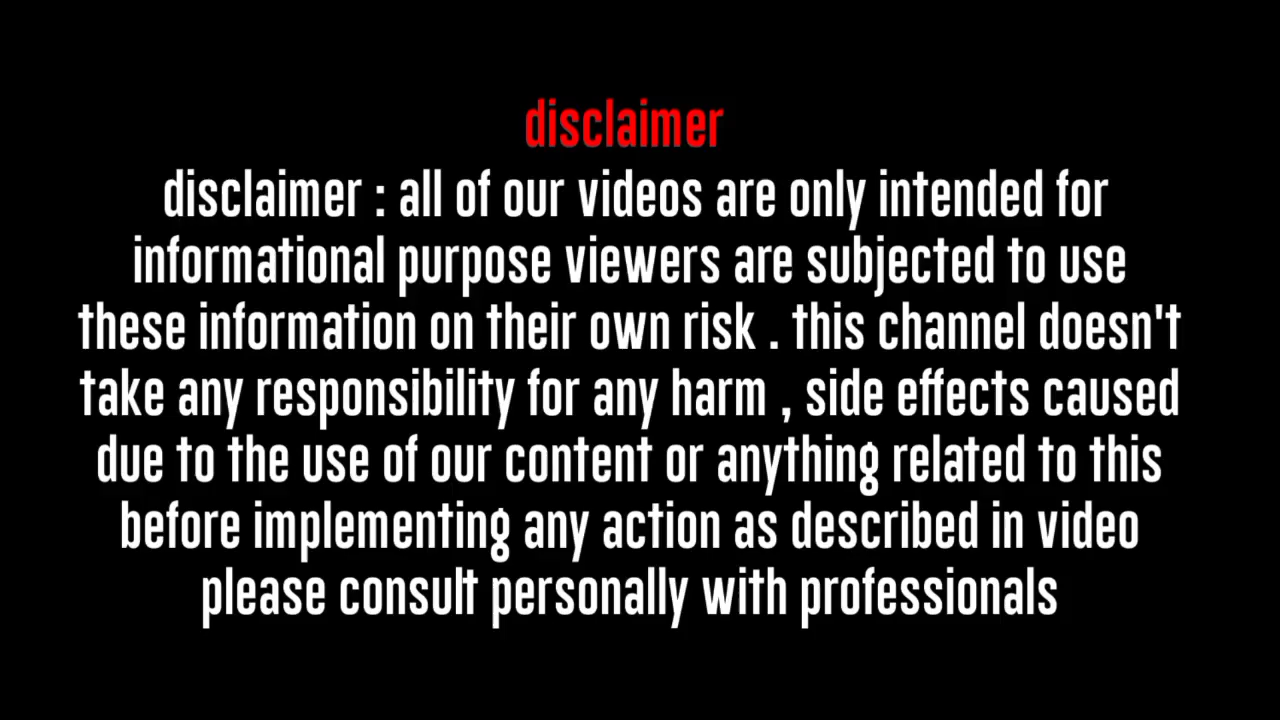 disclaimer
disclaimer : all of our videos are only intended for
informational purpose viewers are subjected to use
these information on their own risk . this channel doesn't
take any responsibility for any harm , side effects caused
due to the use of our content or anything related to this
before implementing any action as described in video
please consult personally with professionals